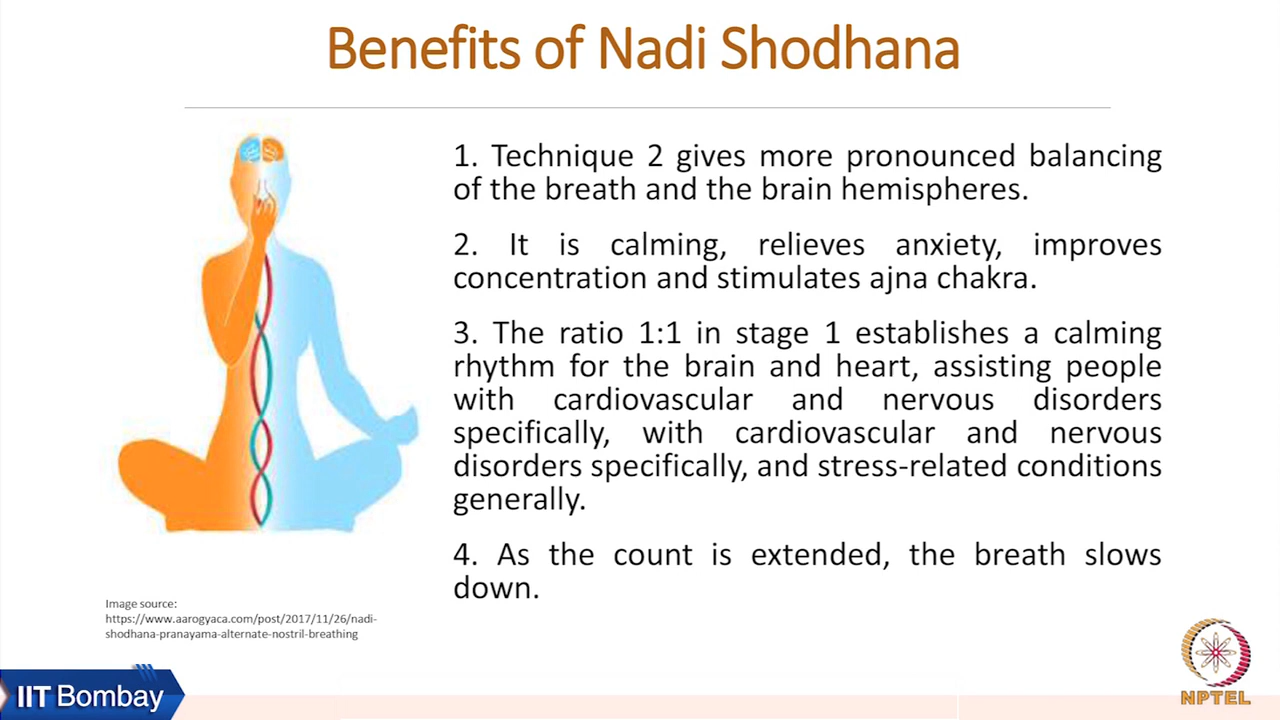 Benefits of Nadi Shodhana
1. Technique 2 gives more pronounced balancing
of the breath and the brain hemispheres.
2. It is calming, relieves anxiety, improves
concentration and stimulates ajna chakra.
3. The ratio 1:1 in stage 1 establishes a calming
rhythm for the brain and heart, assisting people
with cardiovascular and nervous disorders
specifically, with cardiovascular and nervous
disorders specifically, and stress-related conditions
generally.
4. As the count is extended, the breath slows
down.
Image source:
https://www.aarogyaca.com/post/2017/11/26/nadi-
shodhana-pranayama-alternate-nostril-breathing
IIT Bombay
NPTEL